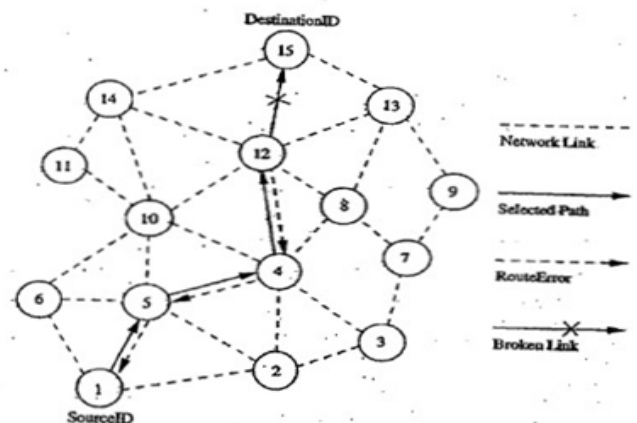 DestinationID
15
14
13
Network Link
12
11
8
9
Selected Path
10
7
4
RouteError
6
5
3
Broken Link
2
1
SourceID